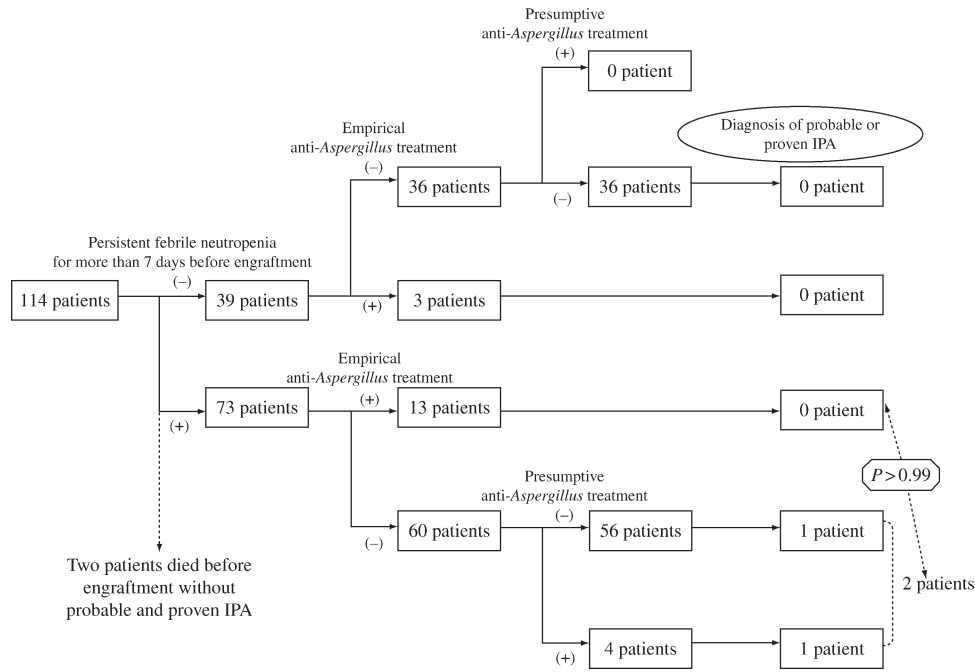 Presumptive
anti-Aspergillus treatment
(+)
0 patient
Diagnosis of probable or
proven IPA
Empirical
anti-Aspergillus treatment
(–)
36 patients
(–)
36 patients
0 patient
Persistent febrile neutropenia
for more than 7 days before engraftment
114 patients
(–)
39 patients
(+)
3 patients
0 patient
Empirical
anti-Aspergillus treatment
(+)
73 patients
(+)
13 patients
0 patient
P > 0.99
Presumptive
anti-Aspergillus treatment
(–)
60 patients
(–)
56 patients
1 patient
2 patients
(+)
4 patients
1 patient
Two patients died before
engraftment without
probable and proven IPA